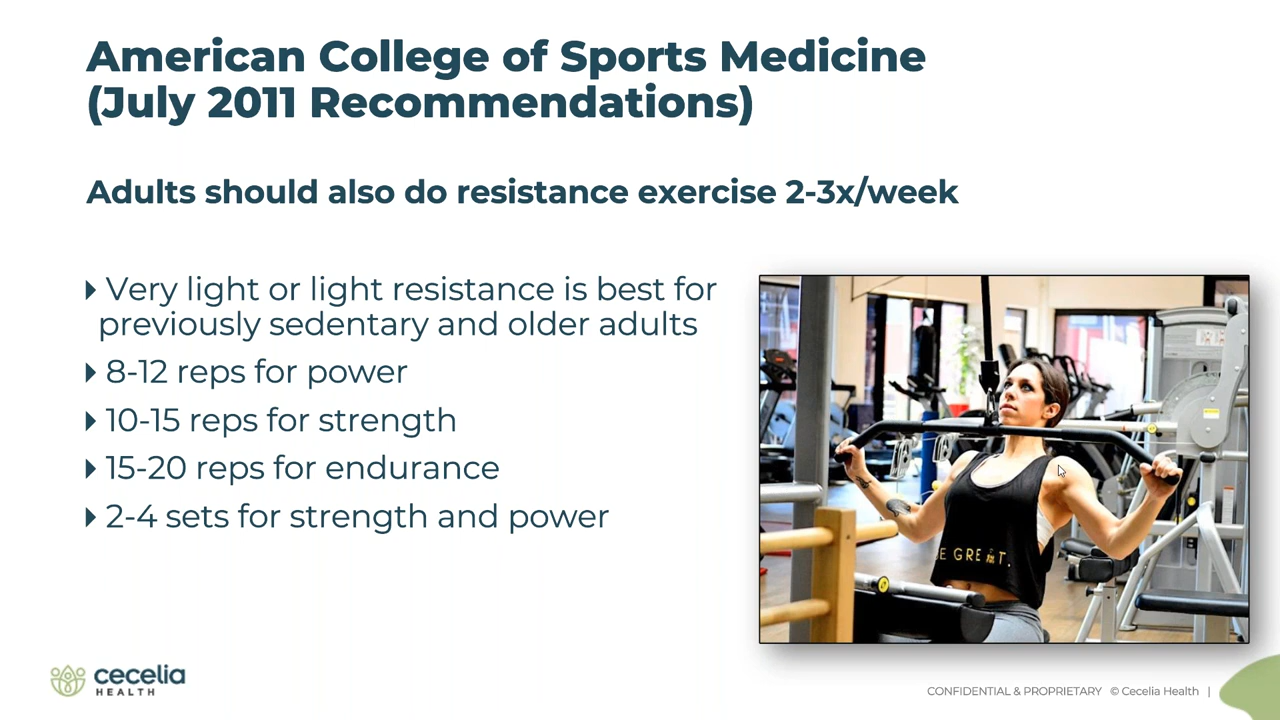 American College of Sports Medicine
(July 2011 Recommendations)
Adults should also do resistance exercise 2-3x/week
Very light or light resistance is best for
previously sedentary and older adults
8-12 reps for power
10-15 reps for strength
15-20 reps for endurance
2-4 sets for strength and power
E GRE T.
cecelia
HEALTH
CONFIDENTIAL & PROPRIETARY © Cecelia Health |